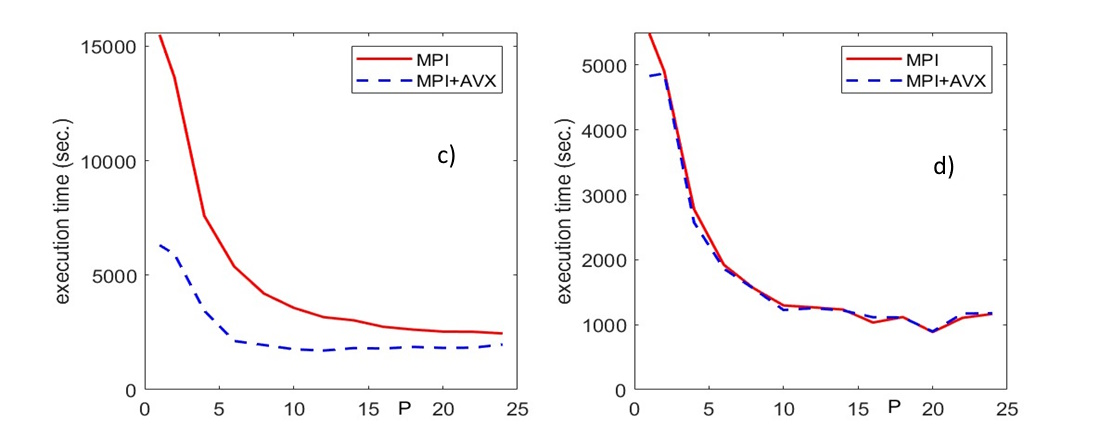 15000
10000
5000
0
execution time (sec.)
MPI
MPI+AVX
c)
0 5 10 15 P 20 25
5000
4000
3000
2000
1000
0
execution time (sec.)
MPI
MPI+AVX
d)
0 5 10 15 P 20 25